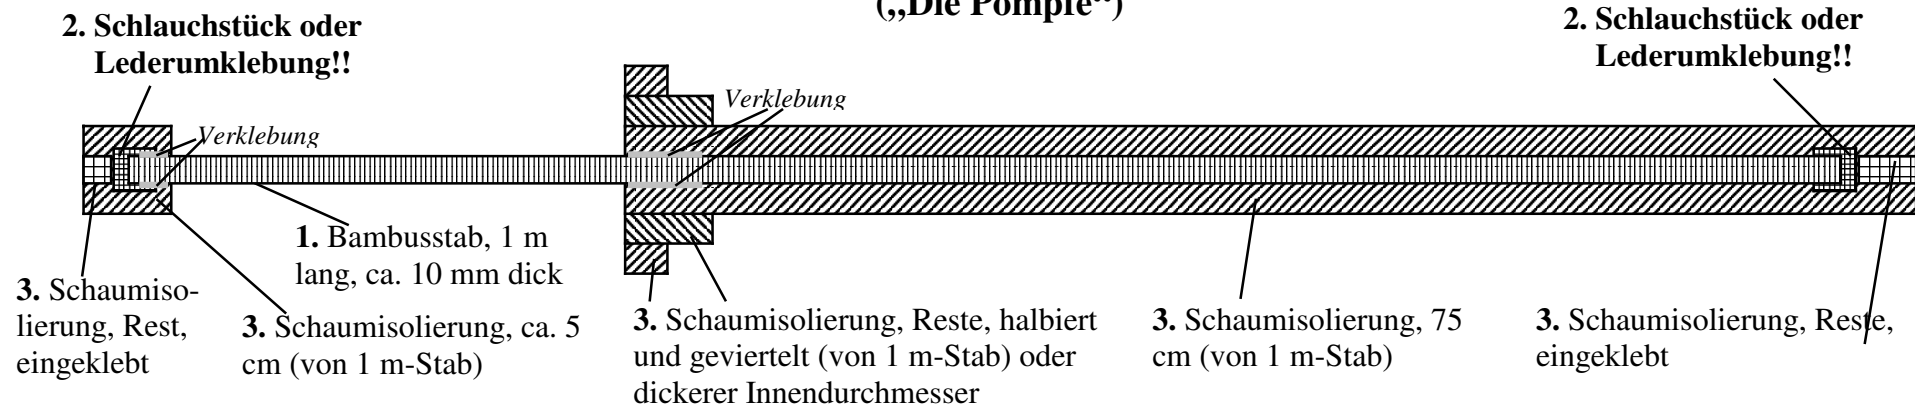 („Die Pompfe“)
2. Schlauchstück oder
Lederumklebung!!
2. Schlauchstück oder
Lederumklebung!!
Verklebung
Verklebung
1. Bambusstab, 1 m
lang, ca. 10 mm dick
3. Schaumiso-
lierung, Rest,
eingeklebt
3. Schaumisolierung, ca. 5
cm (von 1 m-Stab)
3. Schaumisolierung, Reste, halbiert
und geviertelt (von 1 m-Stab) oder
dickerer Innendurchmesser
3. Schaumisolierung, 75
cm (von 1 m-Stab)
3. Schaumisolierung, Reste,
eingeklebt